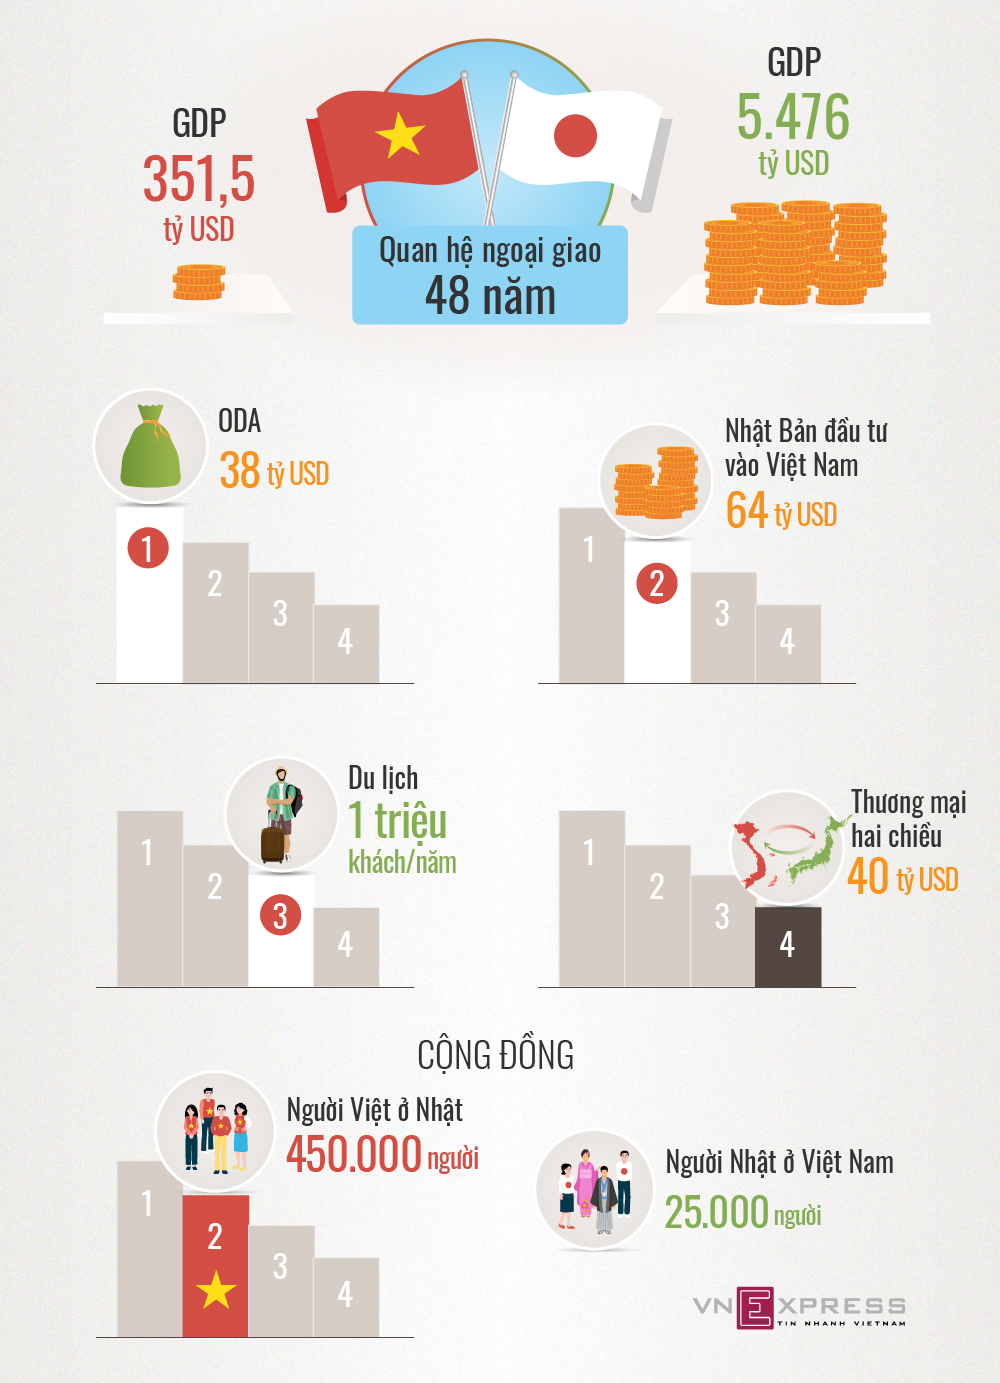 GDP
351,5
tỷ USD
GDP
5.476
tỷ USD
Quan hệ ngoại giao
48 năm
ODA
38 tỷ USD
1
2
3
4
Nhật Bản đầu tư
vào Việt Nam
64 tỷ USD
1
2
3
4
Du lịch
1 triệu
khách/năm
1
2
3
4
Thương mại
hai chiều
40 tỷ USD
1
2
3
4
CỘNG ĐỒNG
Người Việt ở Nhật
450.000 người
1
2
3
4
Người Nhật ở Việt Nam
25.000 người
VNEXPRESS
TIN NHANH VIETNAM